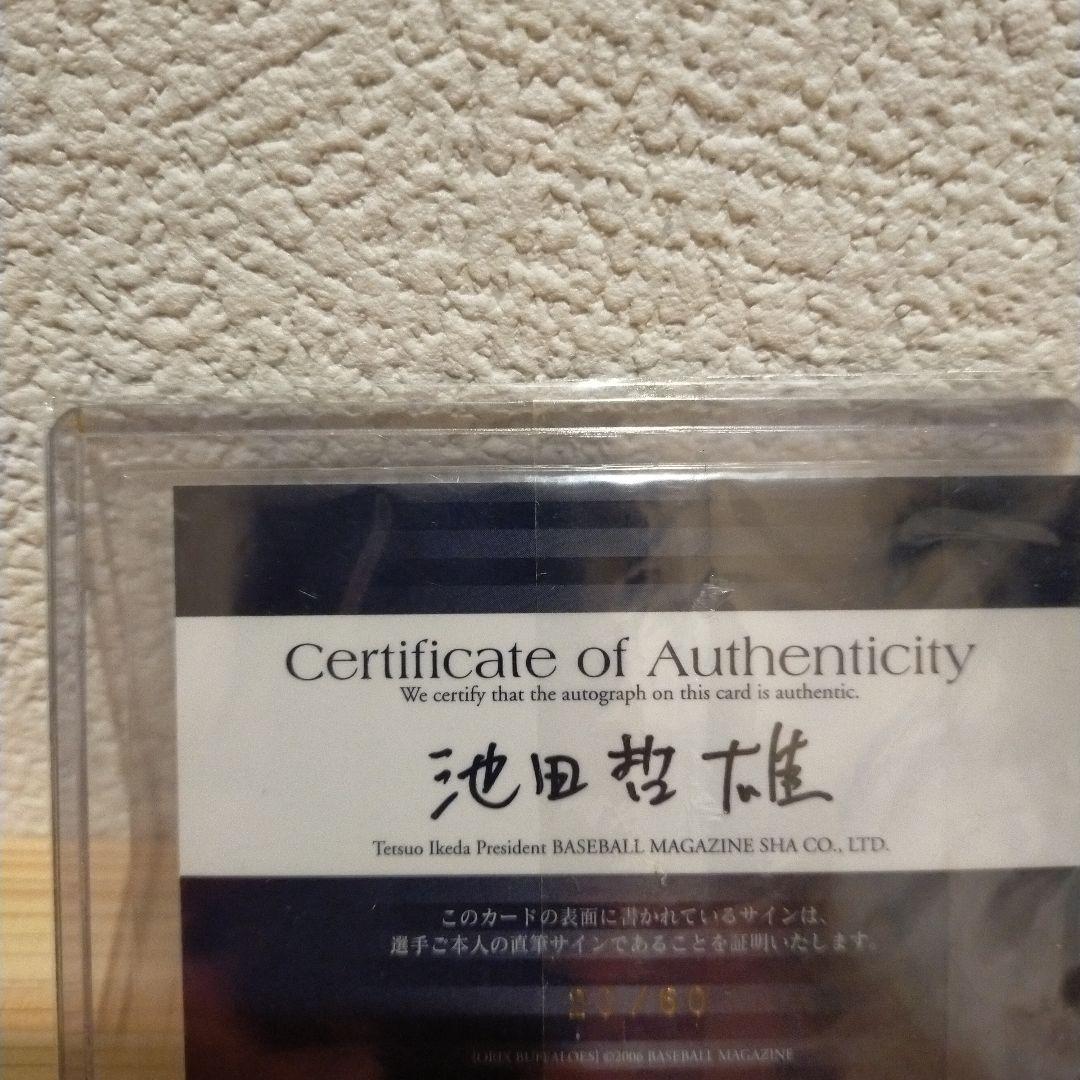 Certificate of Authenticity
We certify that the autograph on this card is authentic.
池田哲雄
Tetsuo Ikeda President BASEBALL MAGAZINE SHA CO., LTD.
このカードの表面に書かれているサインは、
選手ご本人の直筆サインであることを証明いたします。
/60
[ORIX BUFFALOES] ©2006 BASEBALL MAGAZINE